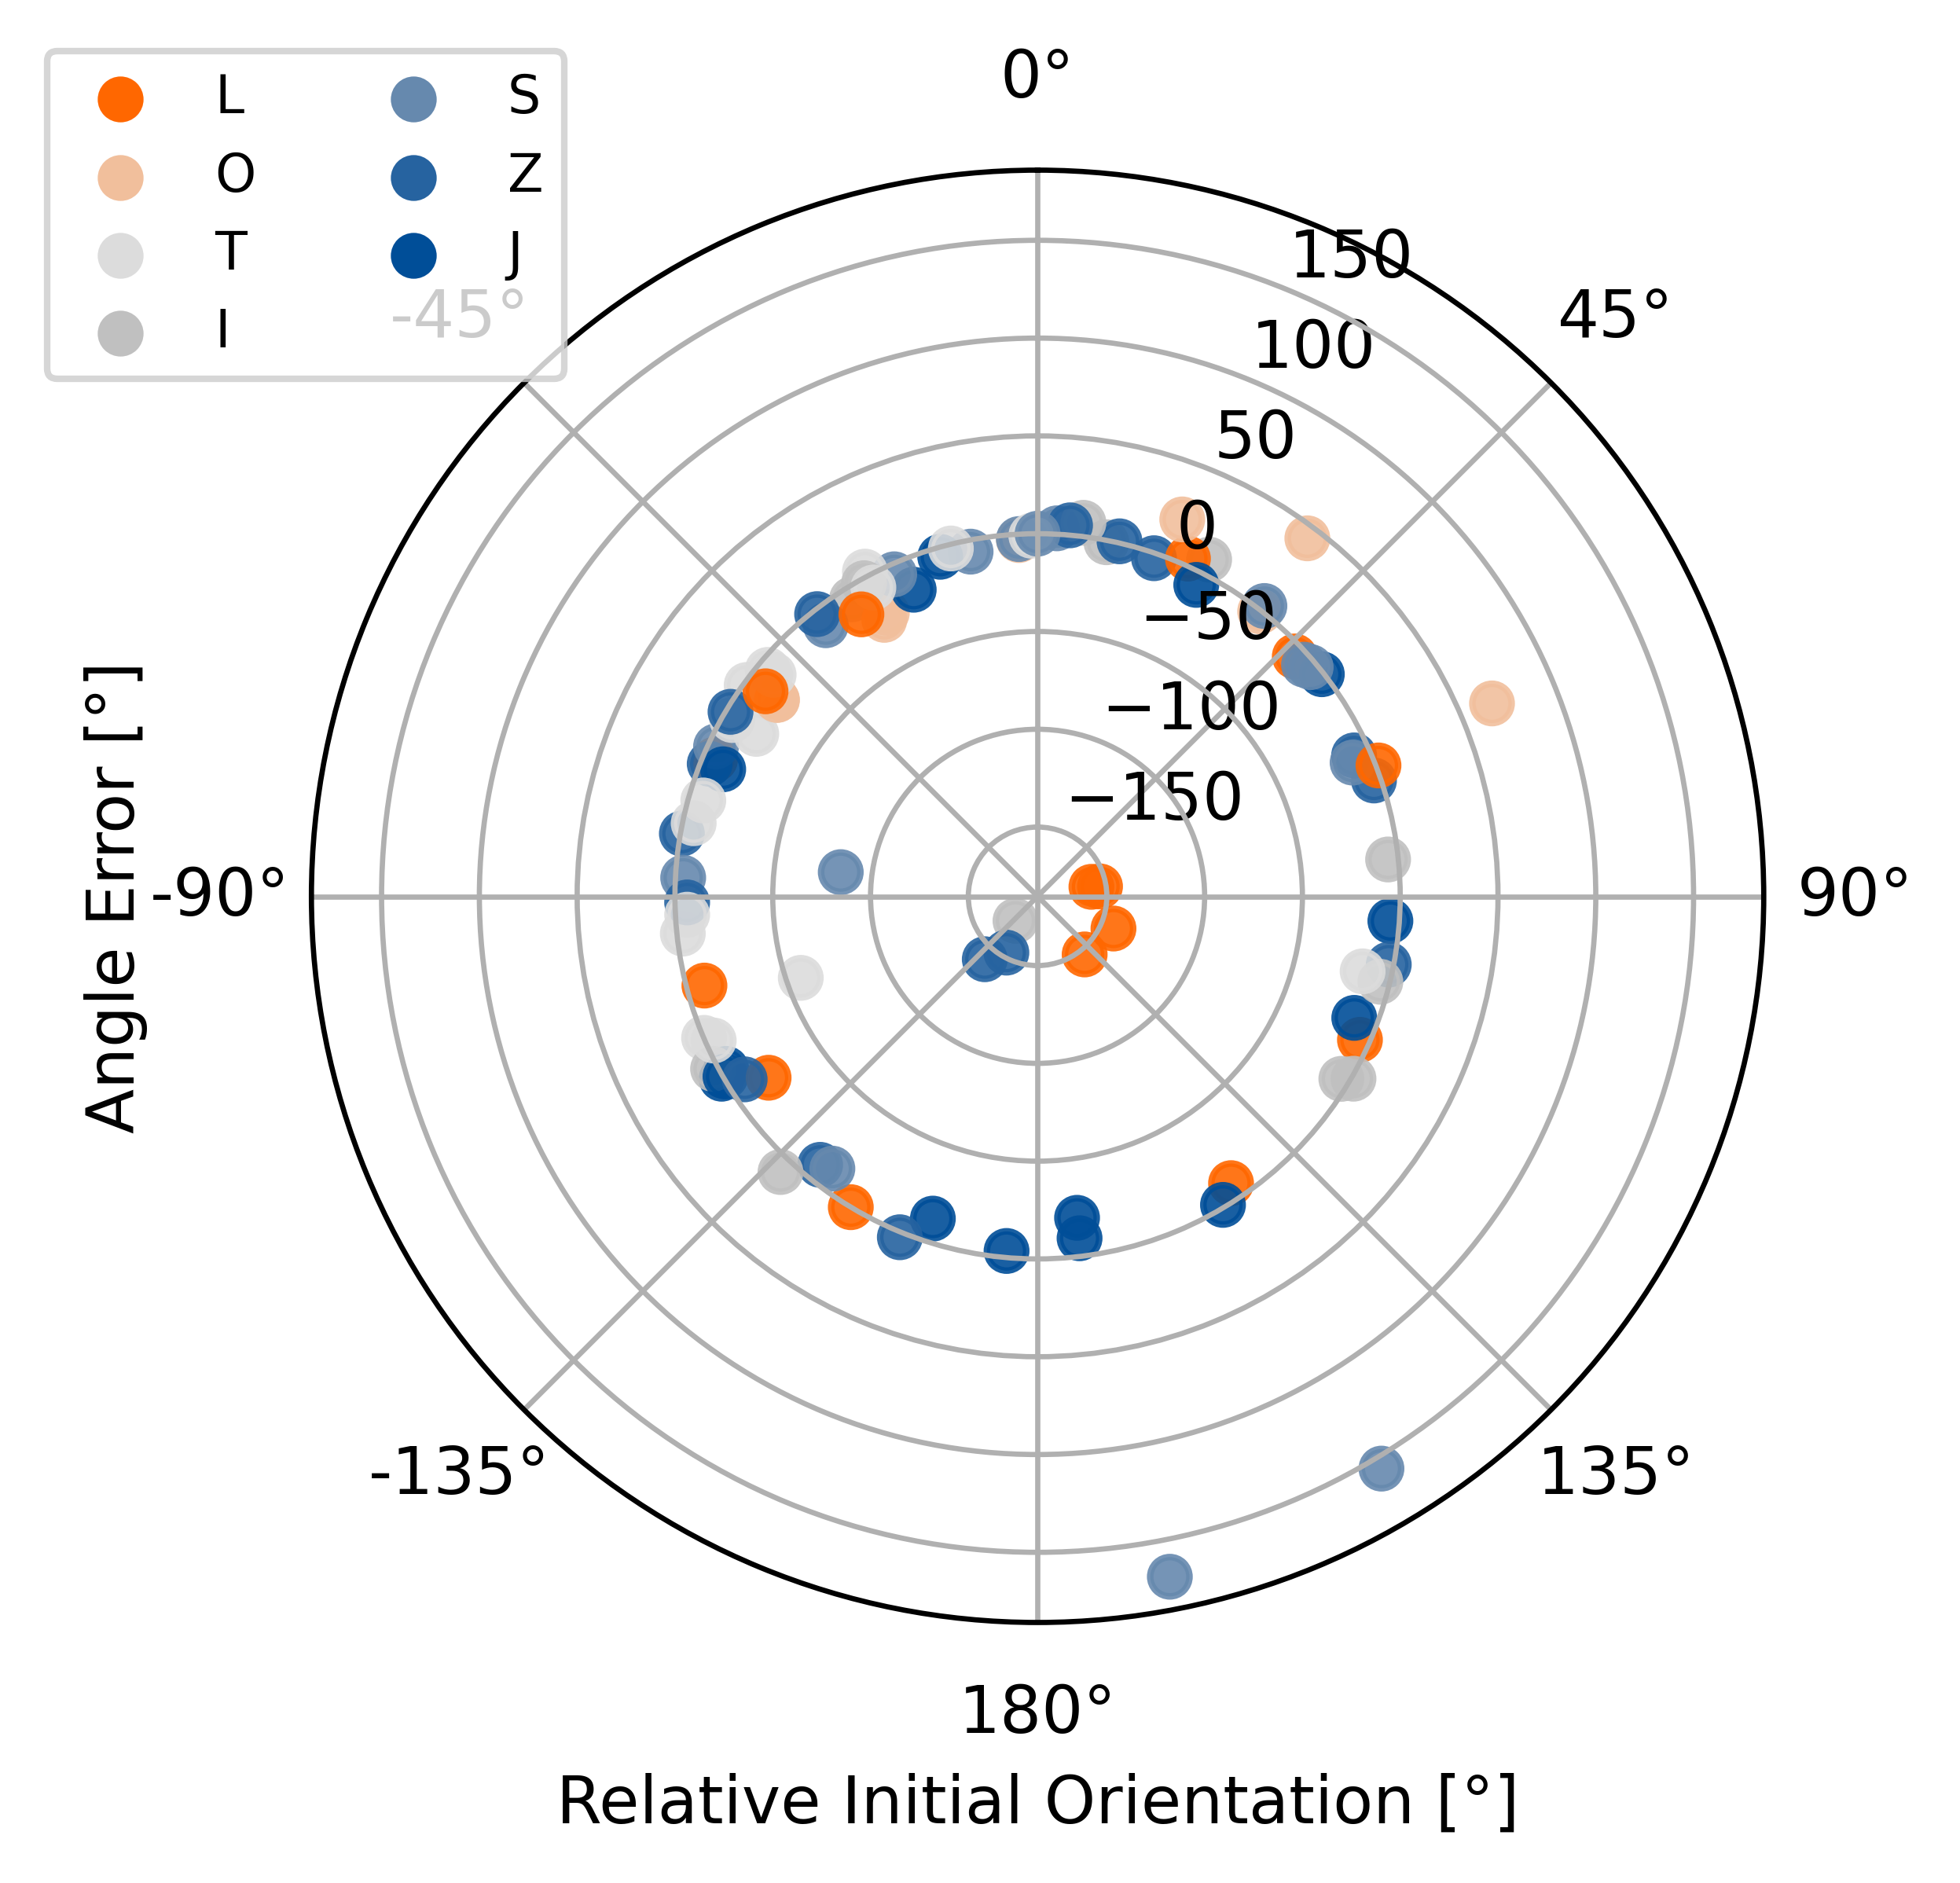 L
O
T
I
S
Z
J
0°
45°
90°
135°
180°
-135°
-90°
-45°
150
100
50
0
−50
−100
−150
Angle Error [°]
Relative Initial Orientation [°]